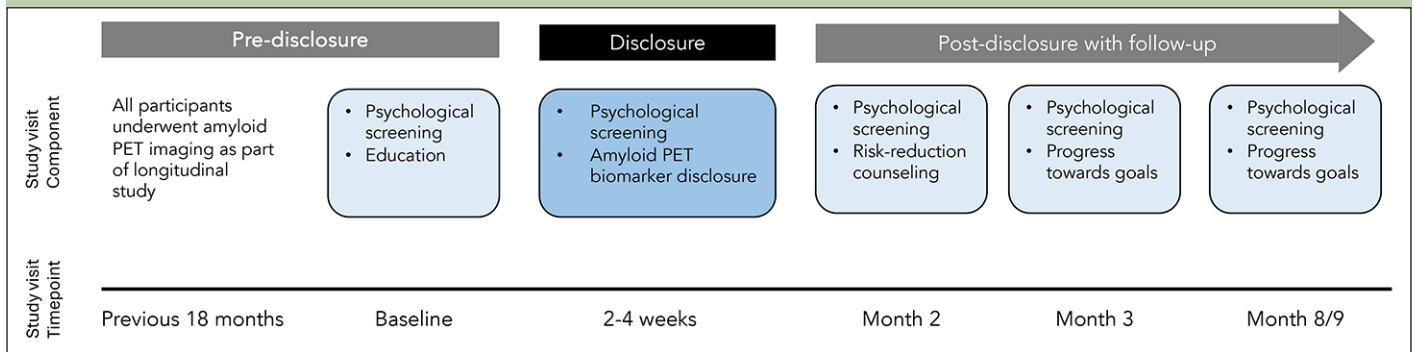 Pre-disclosure
Disclosure
Post-disclosure with follow-up
Study visit
Component
All participants
underwent amyloid
PET imaging as part
of longitudinal
study
• Psychological
screening
• Education
• Psychological
screening
• Amyloid PET
biomarker disclosure
• Psychological
screening
• Risk-reduction
counseling
• Psychological
screening
• Progress
towards goals
• Psychological
screening
• Progress
towards goals
Study visit
Timepoint
Previous 18 months
Baseline
2-4 weeks
Month 2
Month 3
Month 8/9